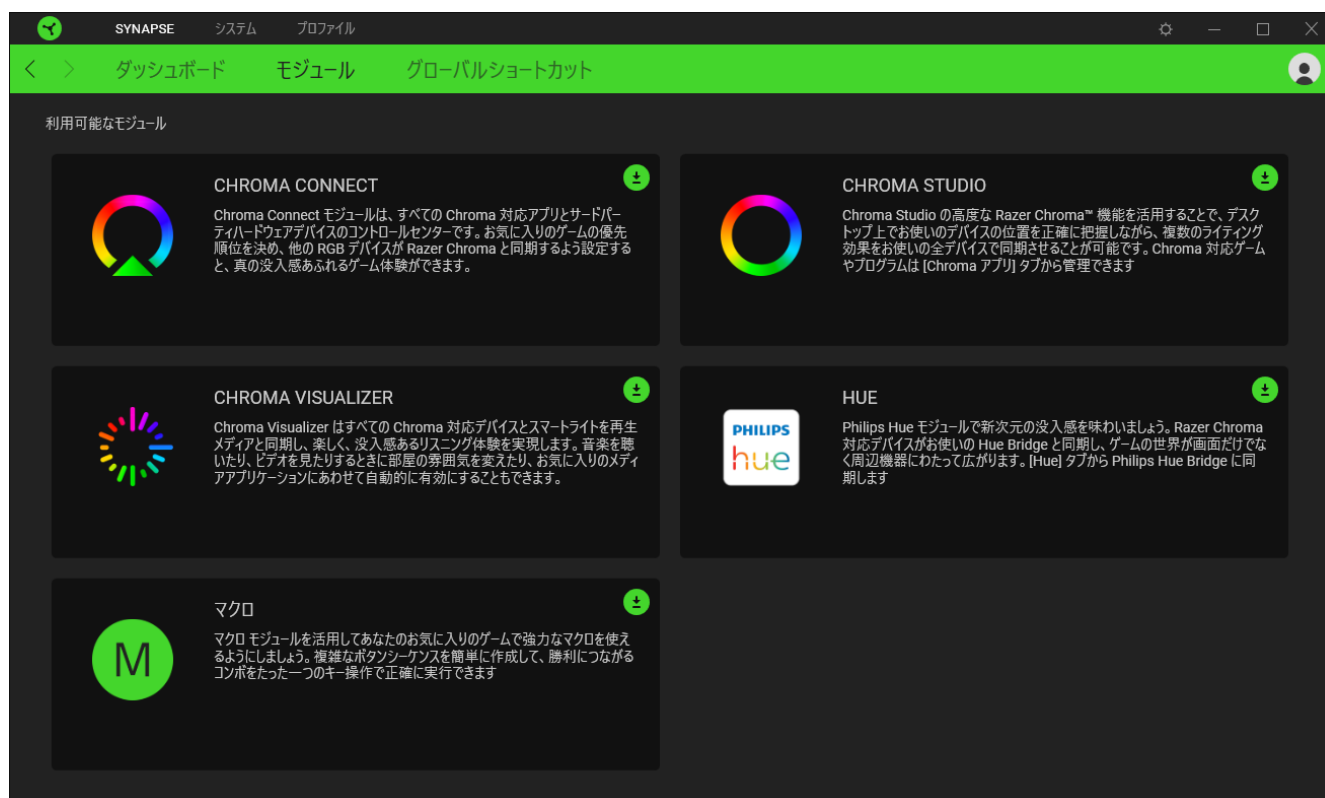 SYNAPSE システム プロファイル
ダッシュボード モジュール グローバルショートカット
利用可能なモジュール
CHROMA CONNECT
Chroma Connect モジュールは、すべての Chroma 対応アプリとサードパー
ティハードウェアデバイスのコントロールセンターです。お気に入りのゲームの優先
順位を決め、他の RGB デバイスが Razer Chroma と同期するよう設定する
と、真の没入感あふれるゲーム体験ができます。
CHROMA STUDIO
Chroma Studio の高度な Razer Chroma™ 機能を活用することで、デスク
トップ上でお使いのデバイスの位置を正確に把握しながら、複数のライティング
効果をお使いの全デバイスで同期させることが可能です。Chroma 対応ゲーム
やプログラムは [Chroma アプリ] タブから管理できます
CHROMA VISUALIZER
Chroma Visualizer はすべての Chroma 対応デバイスとスマートライトを再生
メディアと同期し、楽しく、没入感あるリスニング体験を実現します。音楽を聴
いたり、ビデオを見たりするときに部屋の雰囲気を変えたり、お気に入りのメディ
アアプリケーションにあわせて自動的に有効にすることもできます。
PHILIPS
hue
HUE
Philips Hue モジュールで新次元の没入感を味わいましょう。Razer Chroma
対応デバイスがお使いの Hue Bridge と同期し、ゲームの世界が画面だけでな
く周辺機器にわたって広がります。[Hue] タブから Philips Hue Bridge に同
期します
M
マクロ
マクロ モジュールを活用してあなたのお気に入りのゲームで強力なマクロを使え
るようにしましょう。複雑なボタンシーケンスを簡単に作成して、勝利につながる
コンボをたった一つのキー操作で正確に実行できます